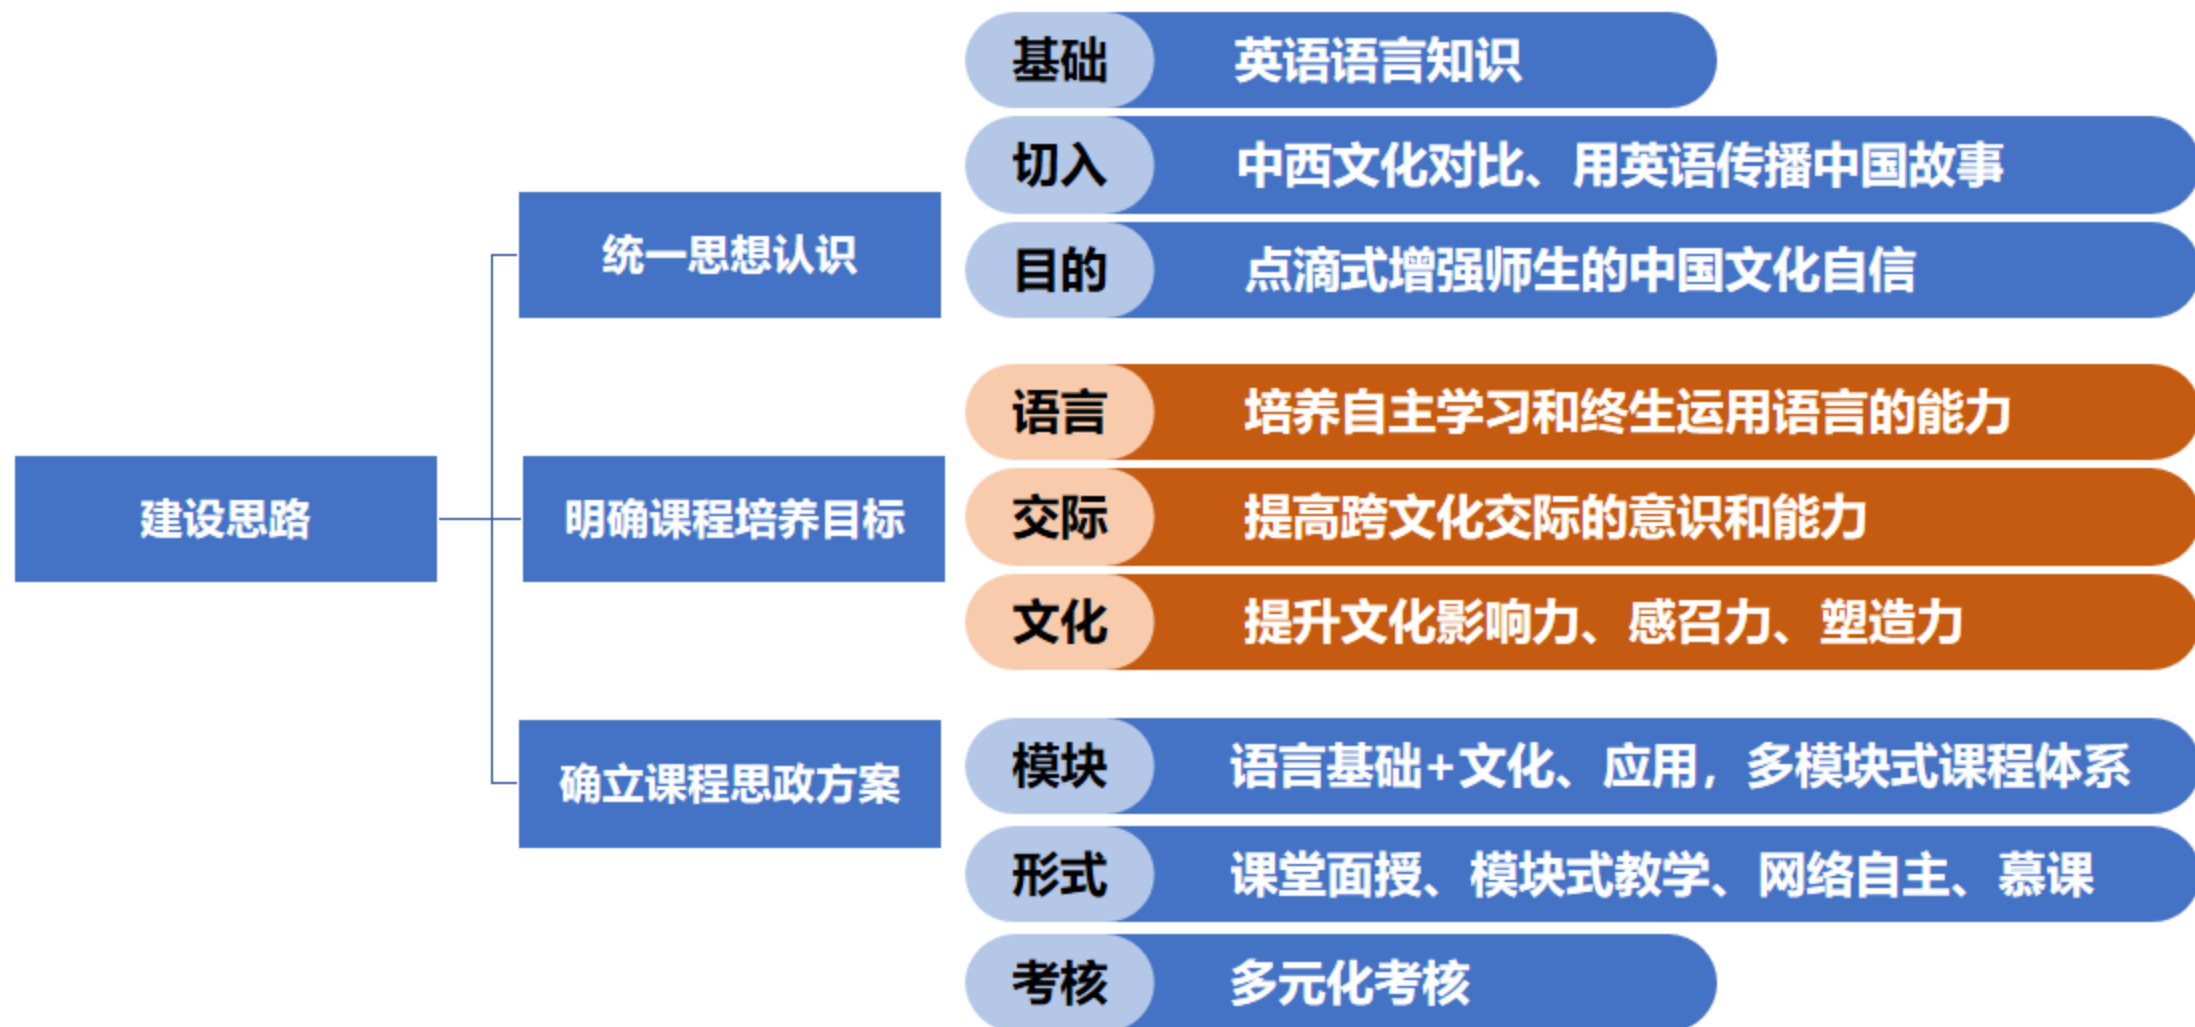 建设思路
统一思想认识
基础 英语语言知识
切入 中西文化对比、用英语传播中国故事
目的 点滴式增强师生的中国文化自信
明确课程培养目标
语言 培养自主学习和终生运用语言的能力
交际 提高跨文化交际的意识和能力
文化 提升文化影响力、感召力、塑造力
确立课程思政方案
模块 语言基础+文化、应用，多模块式课程体系
形式 课堂面授、模块式教学、网络自主、慕课
考核 多元化考核